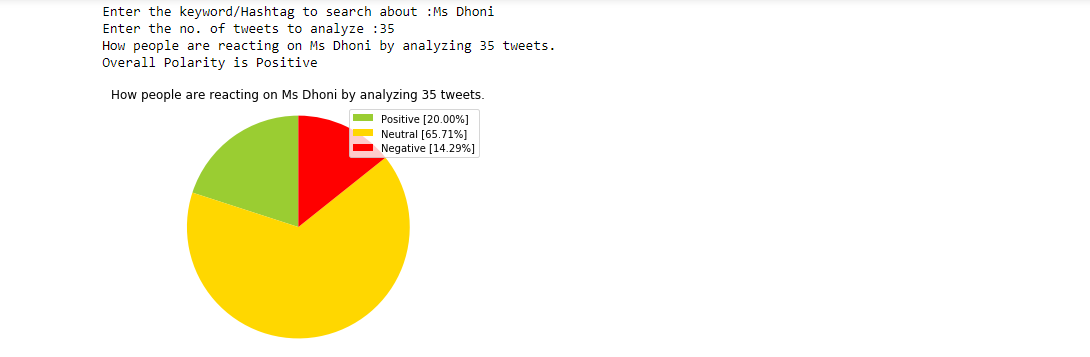 Enter the keyword/Hashtag to search about :Ms Dhoni
Enter the no. of tweets to analyze :35
How people are reacting on Ms Dhoni by analyzing 35 tweets.
Overall Polarity is Positive
How people are reacting on Ms Dhoni by analyzing 35 tweets.
Positive [20.00%]
Neutral [65.71%]
Negative [14.29%]